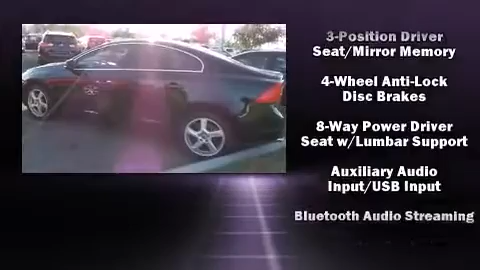 3-Position Driver
Seat/Mirror Memory
4-Wheel Anti-Lock
Disc Brakes
8-Way Power Driver
Seat w/Lumbar Support
Auxiliary Audio
Input/USB Input
Bluetooth Audio Streaming